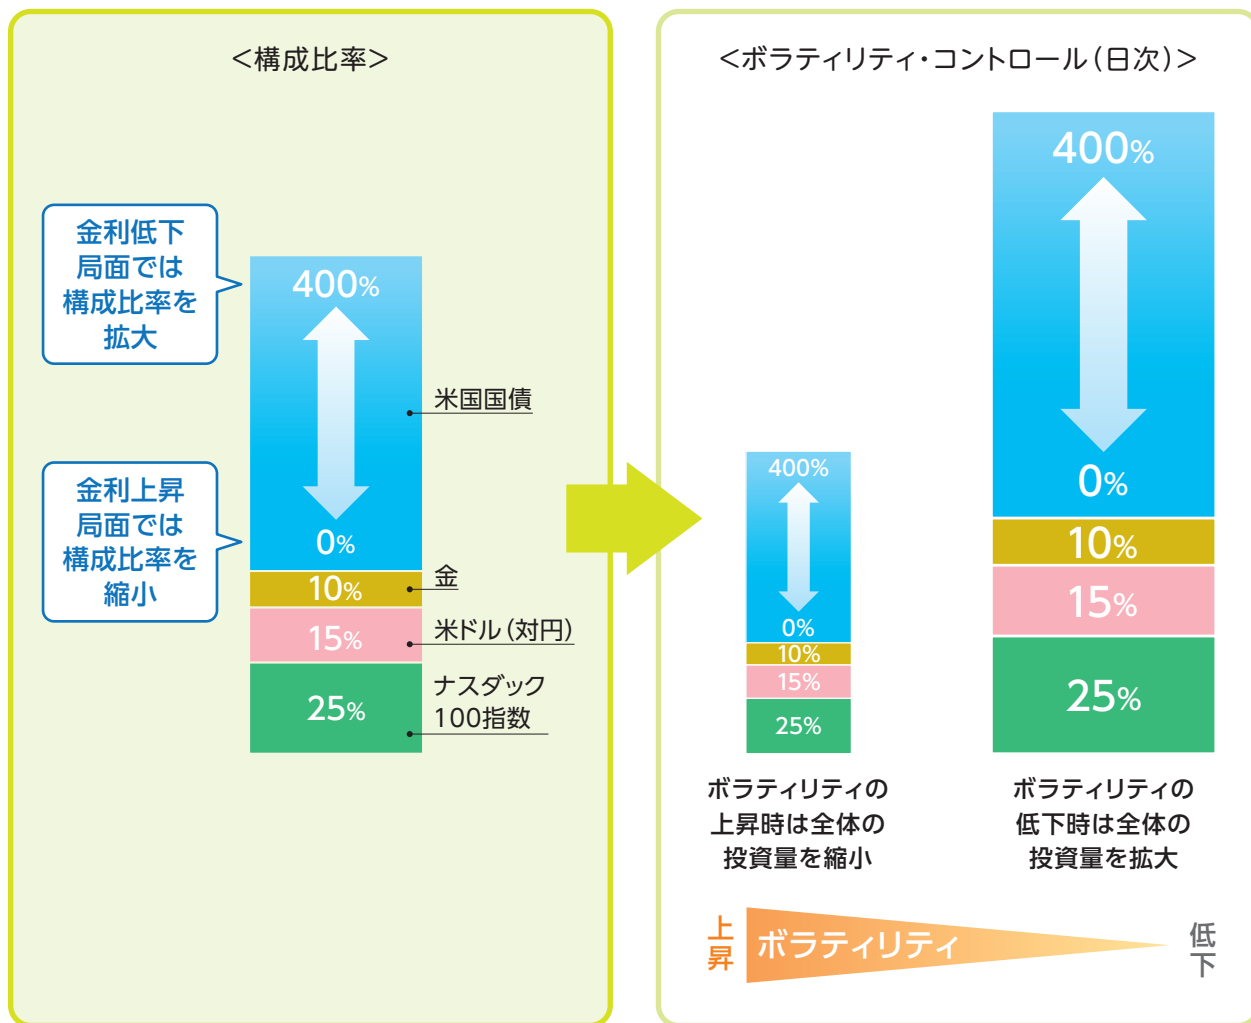 ＜構成比率＞
金利低下
局面では
構成比率を
拡大
金利上昇
局面では
構成比率を
縮小
400%
0%
10%
15%
25%
米国国債
金
米ドル（対円）
ナスダック
100指数
＜ボラティリティ・コントロール（日次）＞
400%
0%
10%
15%
25%
ボラティリティの
上昇時は全体の
投資量を縮小
400%
0%
10%
15%
25%
ボラティリティの
低下時は全体の
投資量を拡大
上昇
ボラティリティ
低下